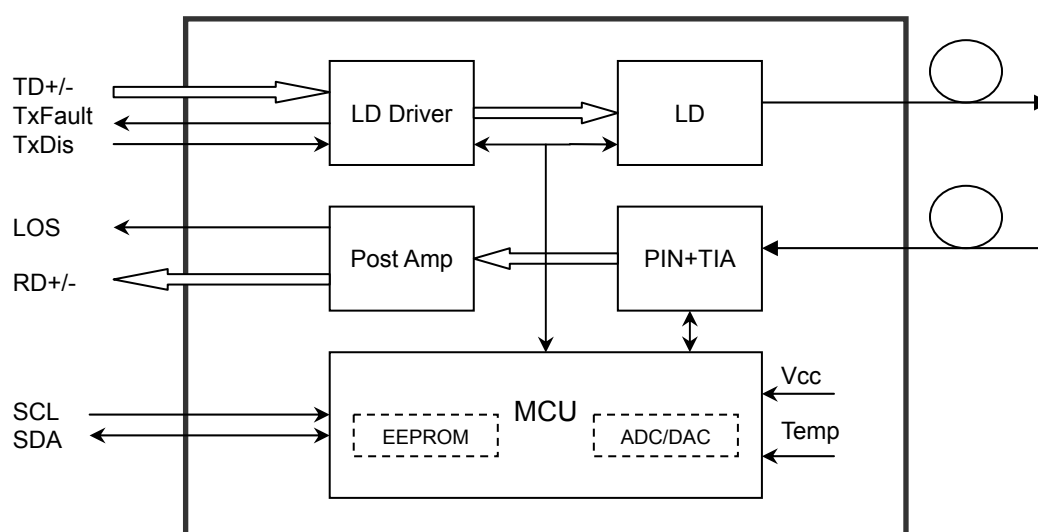 TD+/-
TxFault
TxDis
LD Driver
LD
LOS
RD+/-
Post Amp
PIN+TIA
SCL
SDA
MCU
EEPROM
ADC/DAC
Vcc
Temp